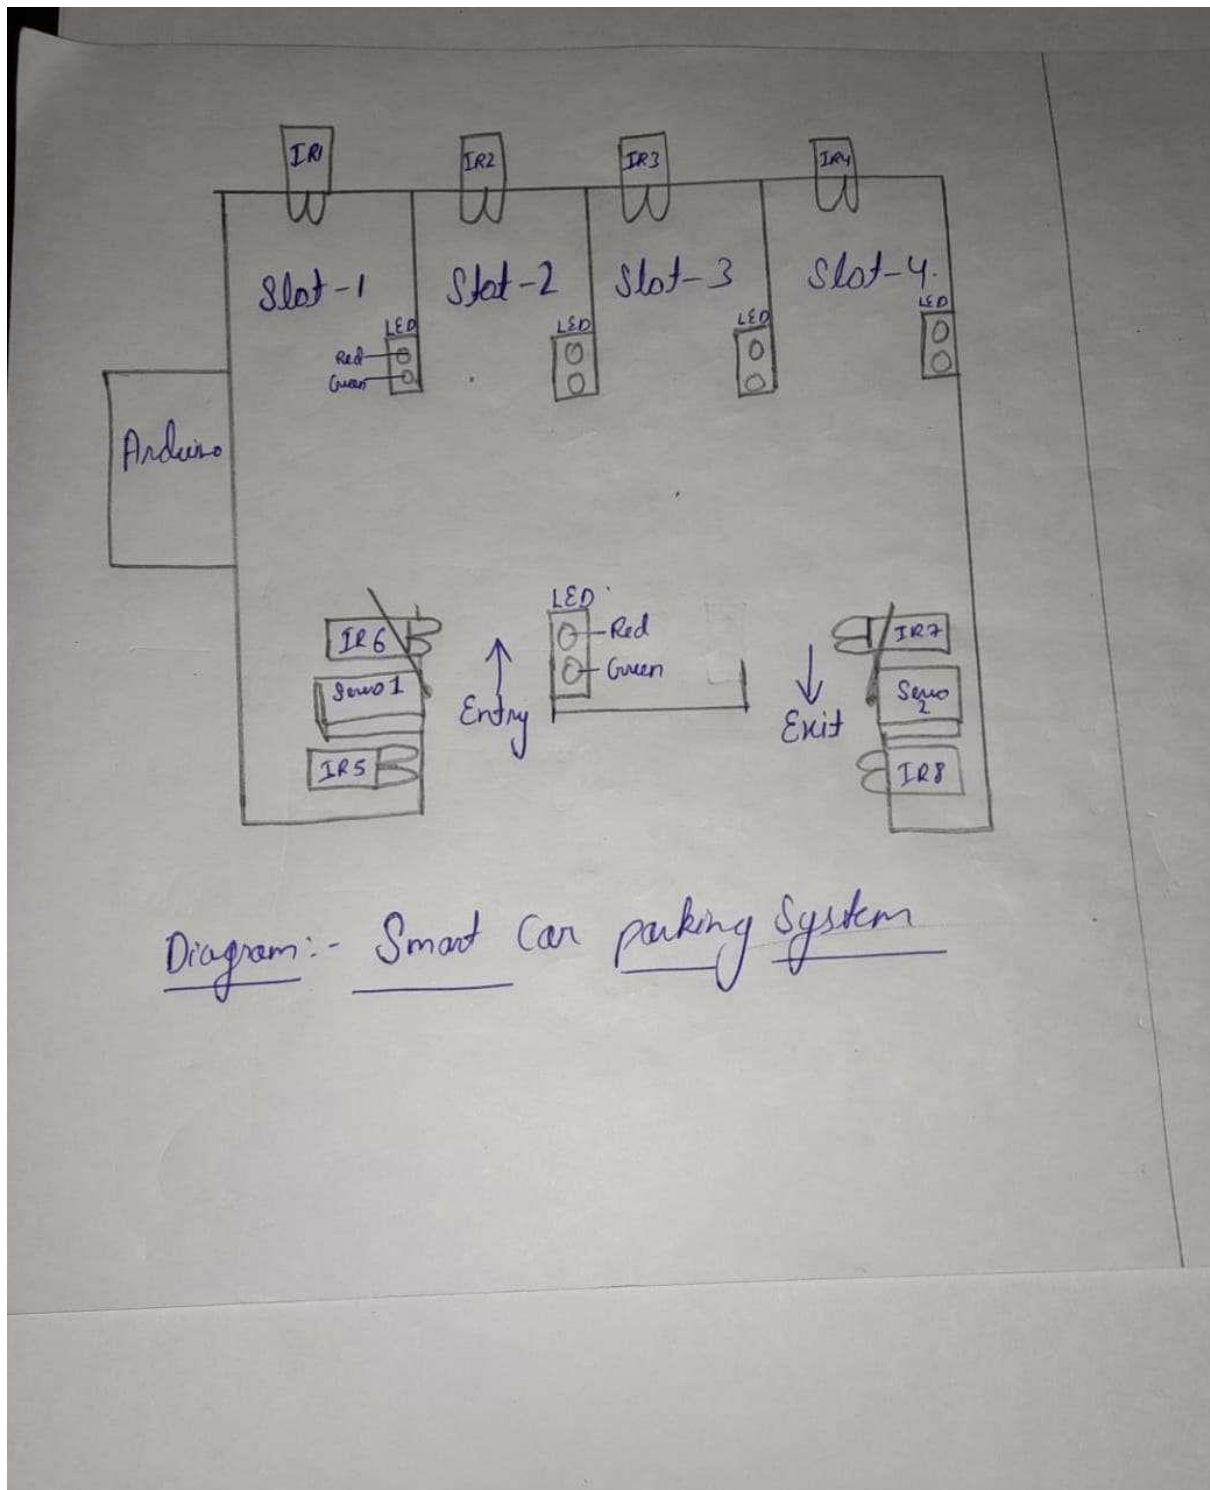 IR1 IR2 IR3 IR4
Slot-1 Slot-2 Slot-3 Slot-4.
LED LED LED LED
Red
Green
Arduino
LED
Red
Green
IR6 IR7
Servo 1 Servo 2
Entry Exit
IR5 IR8
Diagram:- Smart Car parking System